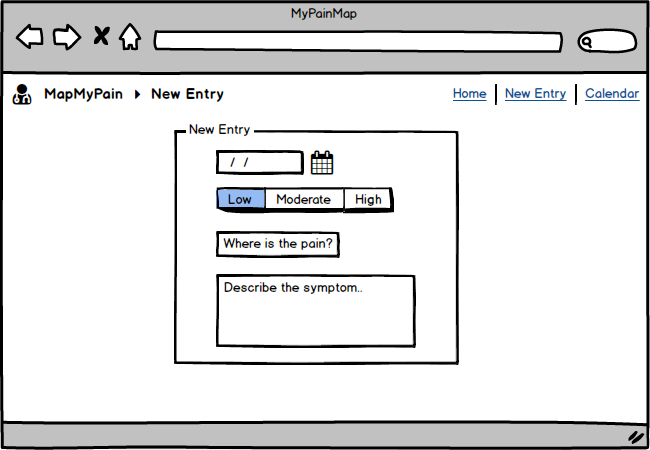 MyPainMap
MapMyPain New Entry
Home New Entry Calendar
New Entry
/ /
Low Moderate High
Where is the pain?
Describe the symptom..